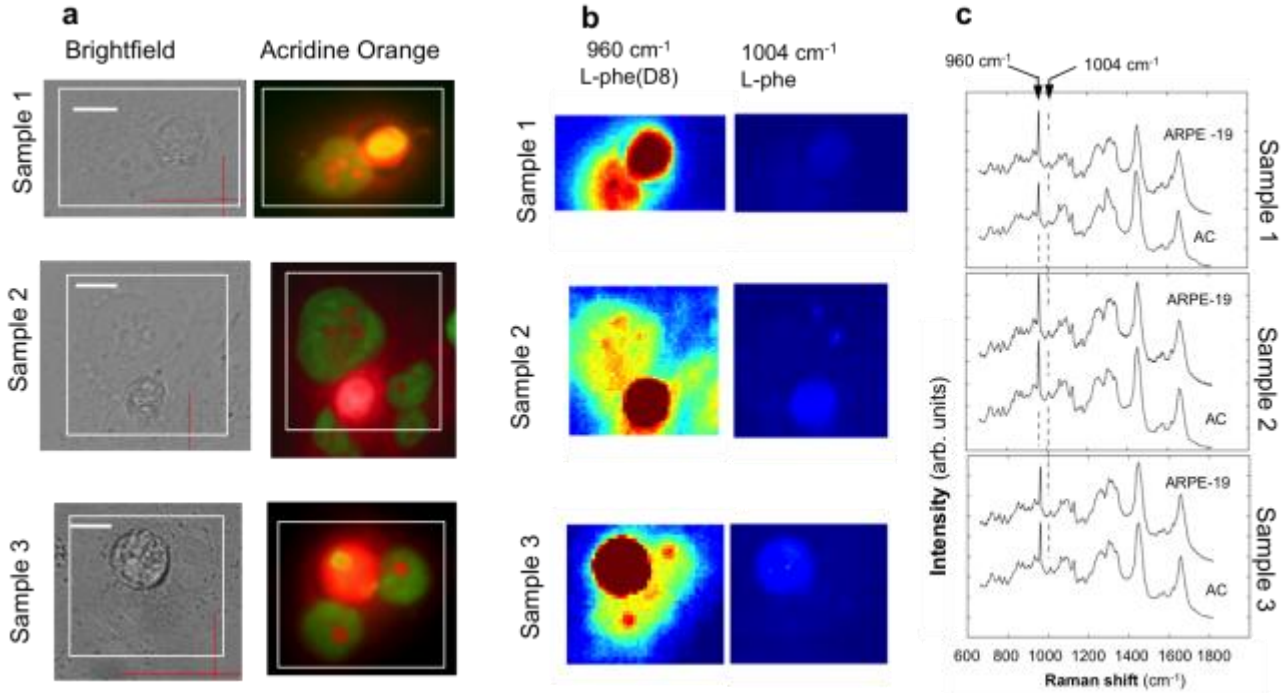 a
Brightfield
Acridine Orange
Sample 1
Sample 2
Sample 3
b
960 cm⁻¹
L-phe(D8)
1004 cm⁻¹
L-phe
Sample 1
Sample 2
Sample 3
c
960 cm⁻¹
1004 cm⁻¹
ARPE -19
AC
Sample 1
ARPE-19
AC
Sample 2
ARPE-19
AC
Sample 3
Intensity (arb. units)
600 800 1000 1200 1400 1600 1800
Raman shift (cm⁻¹)